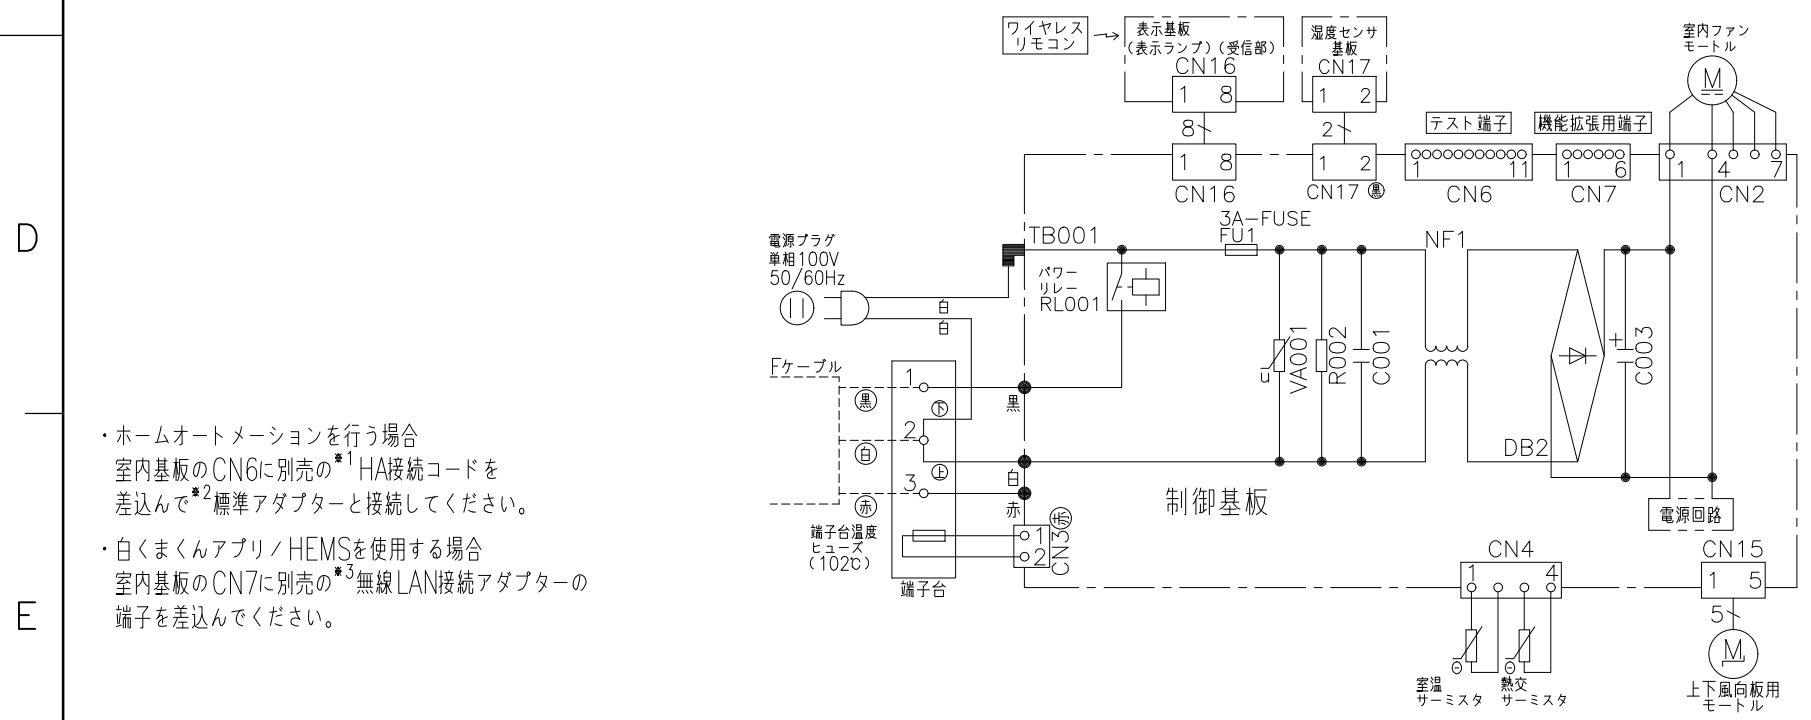 D
E
・ホームオートメーションを行う場合
室内基板のCN6に別売の*1HA接続コードを
差込んで*2標準アダプターと接続してください。
・白くまくんアプリ/HEMSを使用する場合
室内基板のCN7に別売の*3無線LAN接続アダプターの
端子を差込んでください。
ワイヤレス
リモコン
表示基板
(表示ランプ)(受信部)
CN16
1 8
8
1 8
CN16
湿度センサ
基板
CN17
1 2
2
1 2
CN17 黒
テスト端子
1 11
CN6
機能拡張用端子
1 6
CN7
室内ファン
モートル
M
1 4 7
CN2
電源プラグ
単相100V
50/60Hz
白
白
TB001
3A-FUSE
FU1
パワー
リレー
RL001
NF1
VA001
u
R002
C001
DB2
+
C003
Fケーブル
黒
白
赤
1
2
3
下
上
黒
白
赤
端子台温度
ヒューズ
(102℃)
端子台
1
2
CN3赤
制御基板
電源回路
CN4
1 4
室温
サーミスタ
熱交
サーミスタ
CN15
1 5
5
M
上下風向板用
モートル